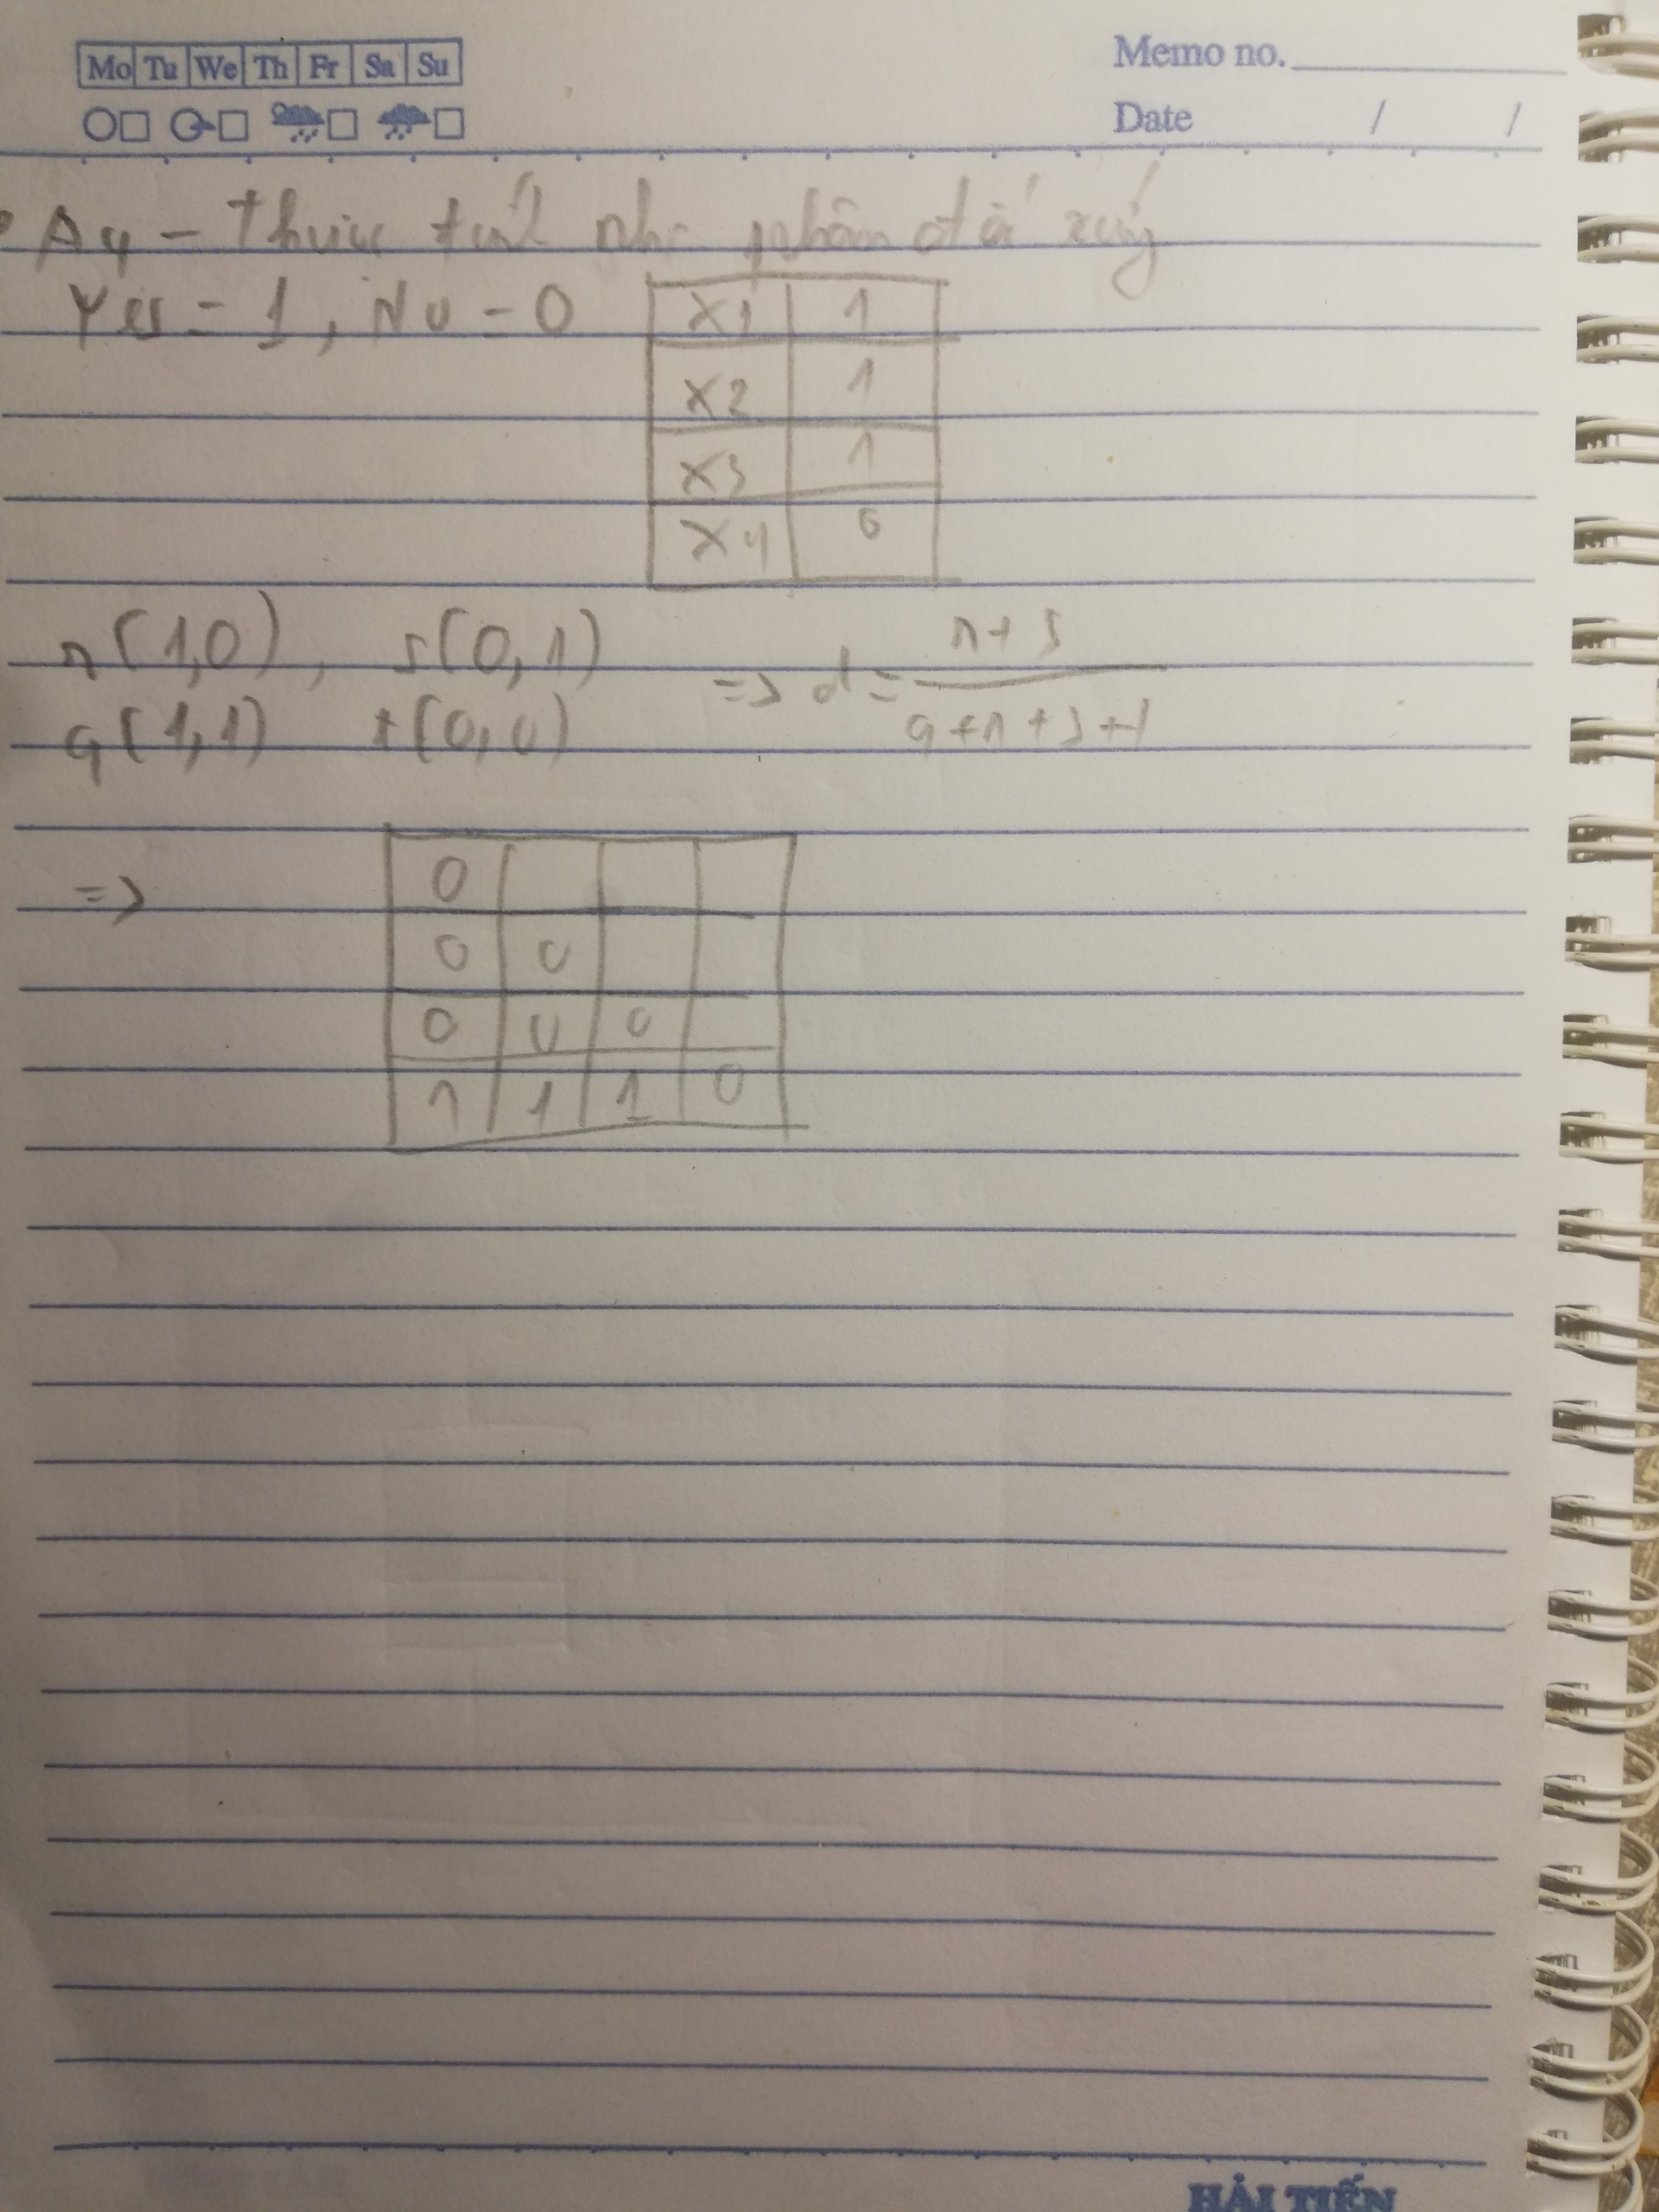 Mo Tu We Th Fr Sa Su
Memo no.
Date / /
A4 - Thuộc tính nhị phân đối xứng
Yes = 1, No = 0
X1 1
X2 1
X3 1
X4 0
r(1,0), s(0,1)
q(1,1) t(0,0)
=> d = r+s / q+r+s+t
=>
0
0 0
0 0 0
1 1 1 0
HẢI TIẾN